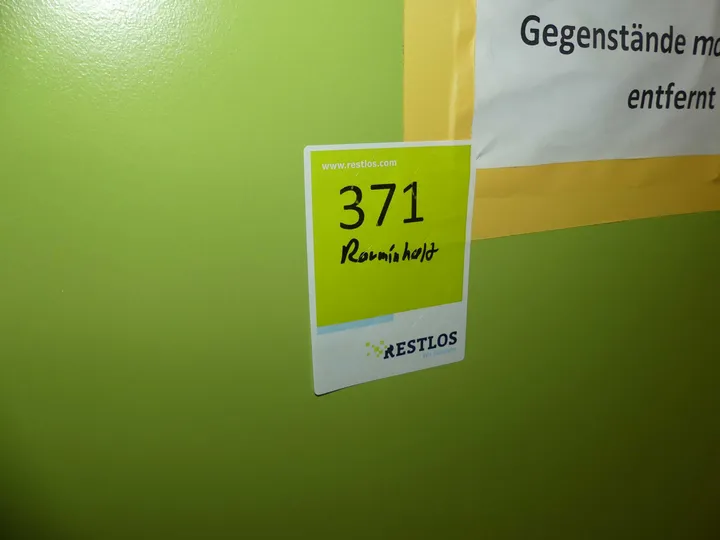 Gegenstände
entfernt
www.restlos.com
371
Rauminhalt
RESTLOS